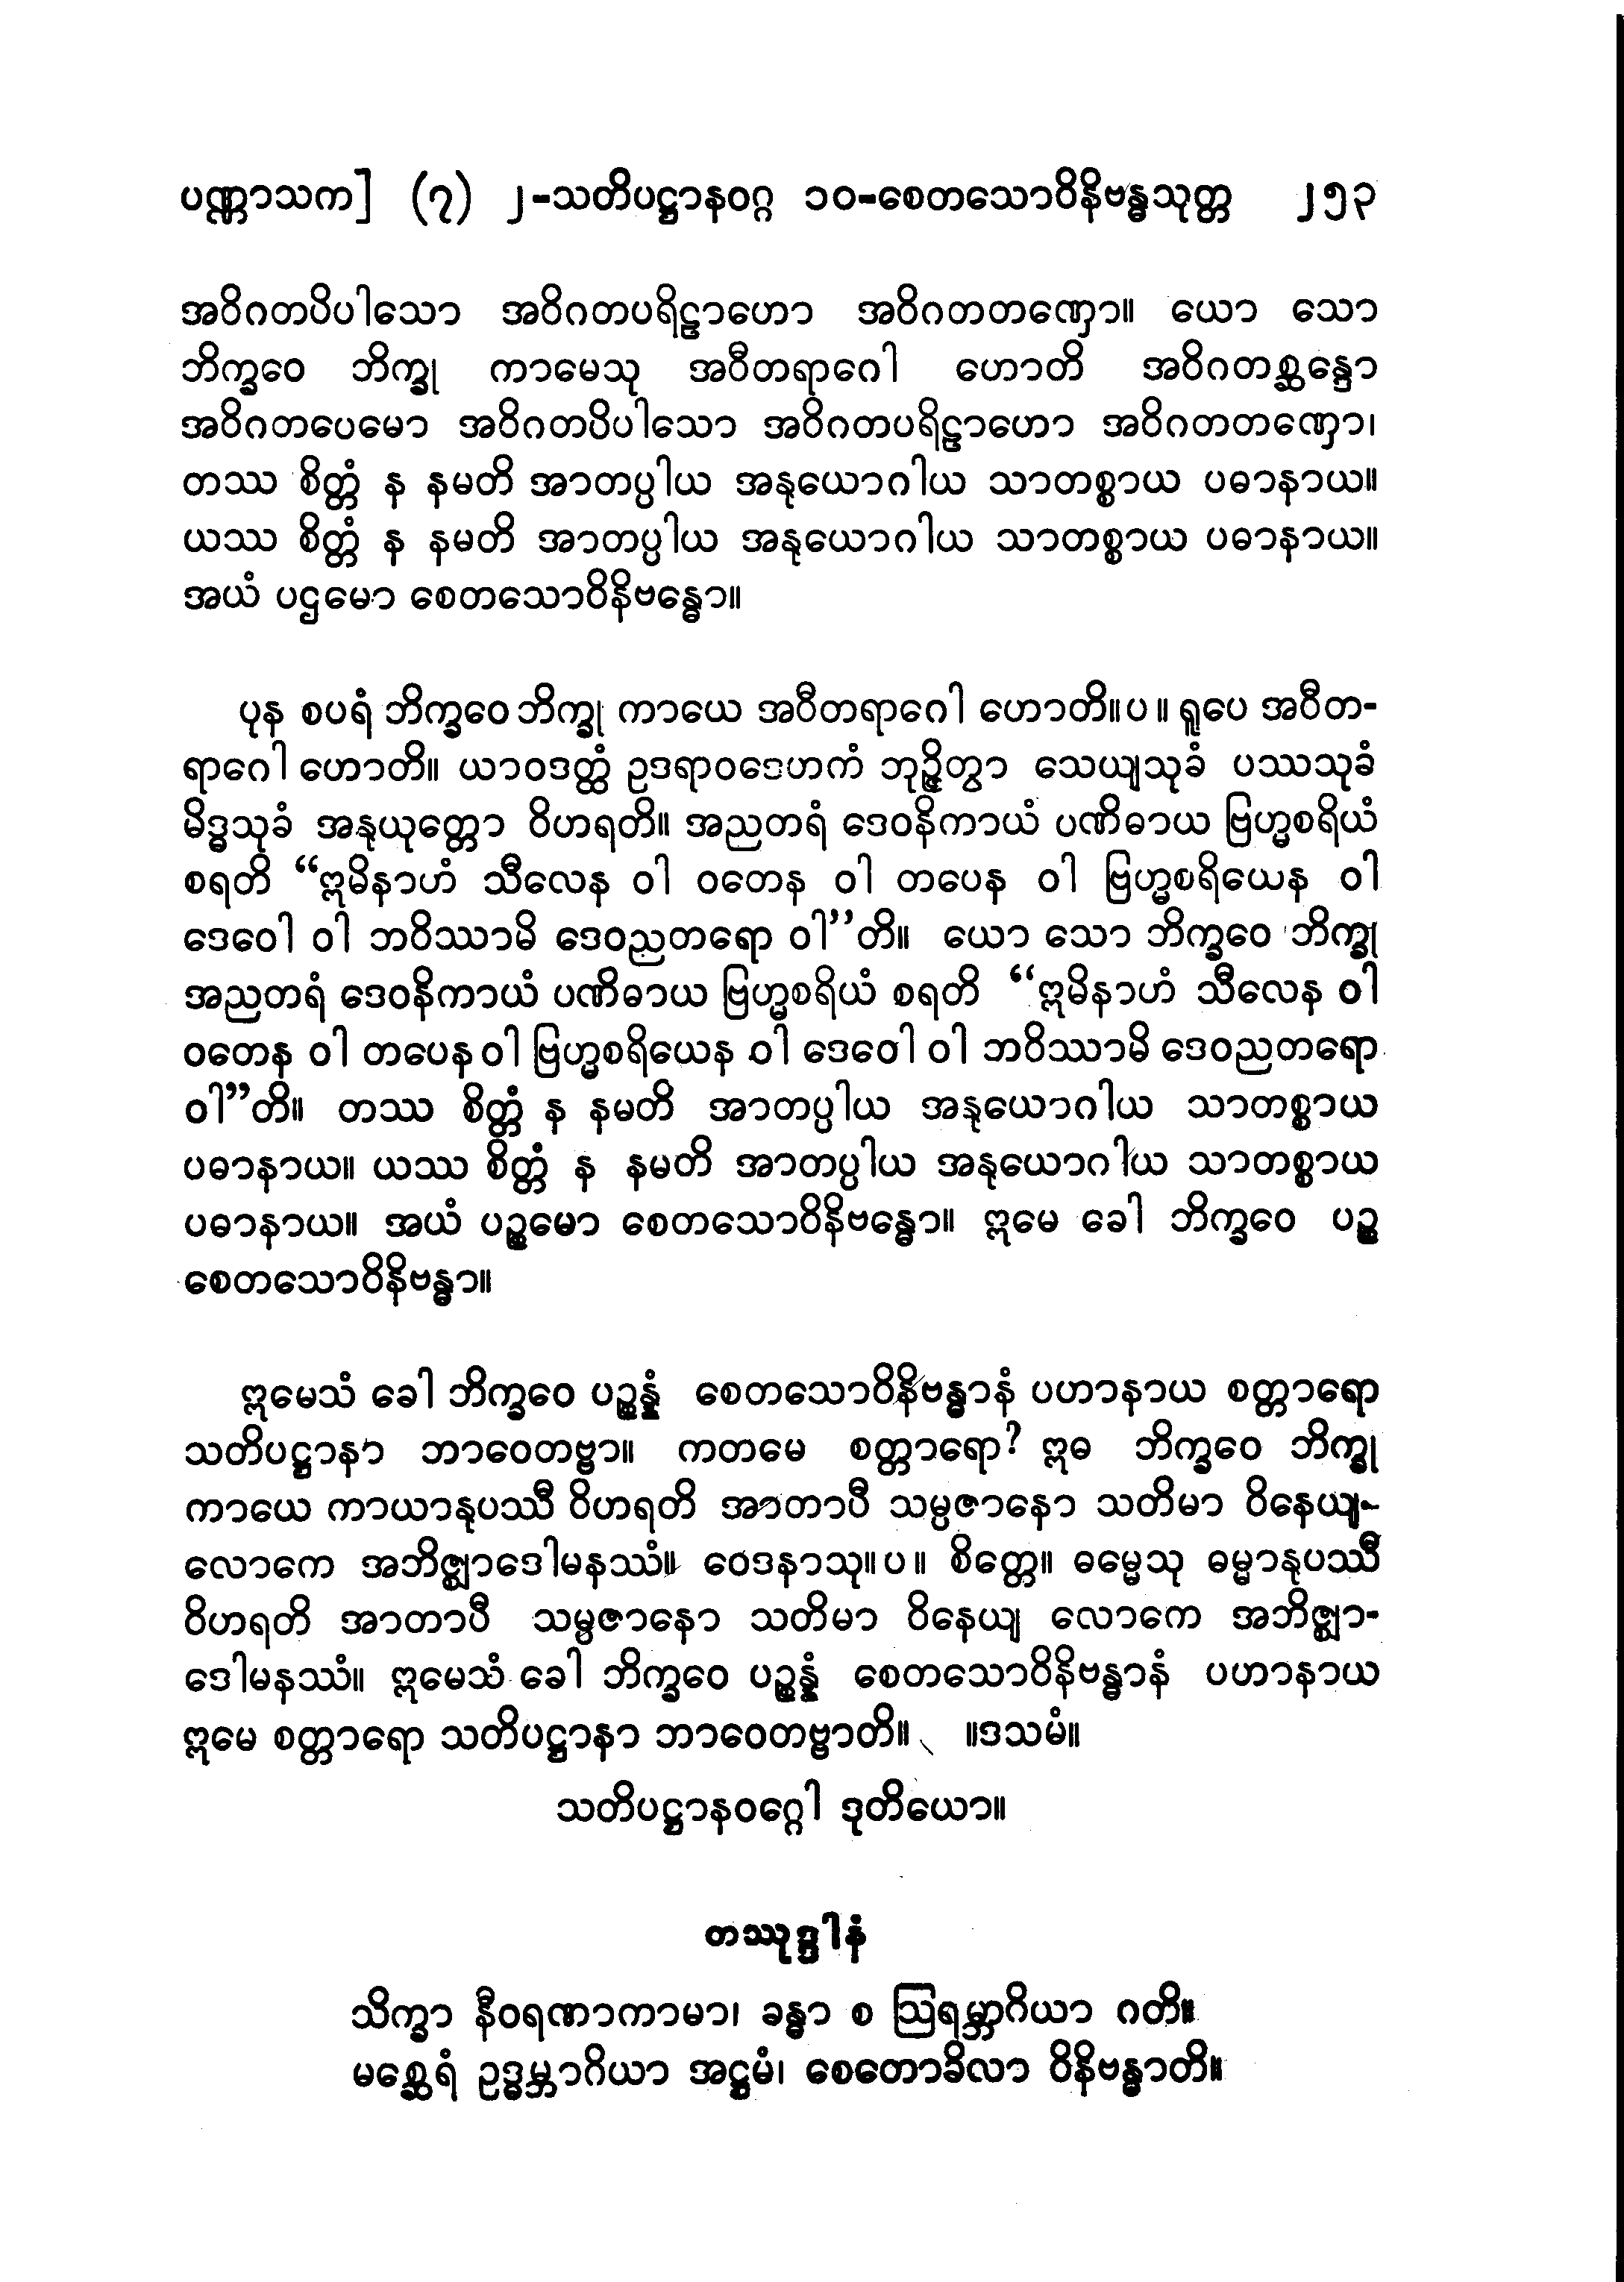 ပဏ္ဏာသက] (၇) ၂-သတိပဋ္ဌာနဝဂ္ဂ ၁၀-စေတသောဝိနိဗန္ဓသုတ္တ ၂၅၃
အဝိဂတပိပါသော အဝိဂတပရိဠာဟော အဝိဂတတဏှော။ ယော သော
ဘိက္ခဝေ ဘိက္ခု ကာမေသု အဝီတရာဂေါ ဟောတိ အဝိဂတစ္ဆန္ဒော
အဝိဂတပေမော အဝိဂတပိပါသော အဝိဂတပရိဠာဟော အဝိဂတတဏှော၊
တဿ စိတ္တံ န နမတိ အာတပ္ပါယ အနုယောဂါယ သာတစ္စာယ ပဓာနာယ။
ယဿ စိတ္တံ န နမတိ အာတပ္ပါယ အနုယောဂါယ သာတစ္စာယ ပဓာနာယ။
အယံ ပဌမော စေတသောဝိနိဗန္ဓော။
ပုန စပရံ ဘိက္ခဝေ ဘိက္ခု ကာယေ အဝီတရာဂေါ ဟောတိ။ပ။ ရူပေ အဝီတ-
ရာဂေါ ဟောတိ။ ယာဝဒတ္ထံ ဥဒရာဝဒေဟကံ ဘုဉ္ဇိတွာ သေယျသုခံ ပဿသုခံ
မိဒ္ဓသုခံ အနုယုတ္တော ဝိဟရတိ။ အညတရံ ဒေဝနိကာယံ ပဏိဓာယ ဗြဟ္မစရိယံ
စရတိ “ဣမိနာဟံ သီလေန ဝါ ဝတေန ဝါ တပေန ဝါ ဗြဟ္မစရိယေန ဝါ
ဒေဝေါ ဝါ ဘဝိဿာမိ ဒေဝညတရော ဝါ”တိ။ ယော သော ဘိက္ခဝေ ဘိက္ခု
အညတရံ ဒေဝနိကာယံ ပဏိဓာယ ဗြဟ္မစရိယံ စရတိ “ဣမိနာဟံ သီလေန ဝါ
ဝတေန ဝါ တပေန ဝါ ဗြဟ္မစရိယေန ဝါ ဒေဝေါ ဝါ ဘဝိဿာမိ ဒေဝညတရော
ဝါ”တိ။ တဿ စိတ္တံ န နမတိ အာတပ္ပါယ အနုယောဂါယ သာတစ္စာယ
ပဓာနာယ။ ယဿ စိတ္တံ န နမတိ အာတပ္ပါယ အနုယောဂါယ သာတစ္စာယ
ပဓာနာယ။ အယံ ပဉ္စမော စေတသောဝိနိဗန္ဓော။ ဣမေ ခေါ ဘိက္ခဝေ ပဉ္စ
စေတသောဝိနိဗန္ဓာ။
ဣမေသံ ခေါ ဘိက္ခဝေ ပဉ္စန္နံ စေတသောဝိနိဗန္ဓာနံ ပဟာနာယ စတ္တာရော
သတိပဋ္ဌာနာ ဘာဝေတဗ္ဗာ။ ကတမေ စတ္တာရော? ဣဓ ဘိက္ခဝေ ဘိက္ခု
ကာယေ ကာယာနုပဿီ ဝိဟရတိ အာတာပီ သမ္ပဇာနော သတိမာ ဝိနေယျ-
လောကေ အဘိဇ္ဈာဒေါမနဿံ။ ဝေဒနာသု။ပ။ စိတ္တေ။ ဓမ္မေသု ဓမ္မာနုပဿီ
ဝိဟရတိ အာတာပီ သမ္ပဇာနော သတိမာ ဝိနေယျ လောကေ အဘိဇ္ဈာ-
ဒေါမနဿံ။ ဣမေသံ ခေါ ဘိက္ခဝေ ပဉ္စန္နံ စေတသောဝိနိဗန္ဓာနံ ပဟာနာယ
ဣမေ စတ္တာရော သတိပဋ္ဌာနာ ဘာဝေတဗ္ဗာတိ။ ။ဒသမံ။
သတိပဋ္ဌာနဝဂ္ဂေါ ဒုတိယော။
တဿုဒ္ဒါနံ
သိက္ခာ နီဝရဏာကာမာ၊ ခန္ဓာ စ ဩရမ္ဘာဂိယာ ဂတိ။
မစ္ဆေရံ ဥဒ္ဓမ္ဘာဂိယာ အဋ္ဌမံ၊ စေတောခိလာ ဝိနိဗန္ဓာတိ။